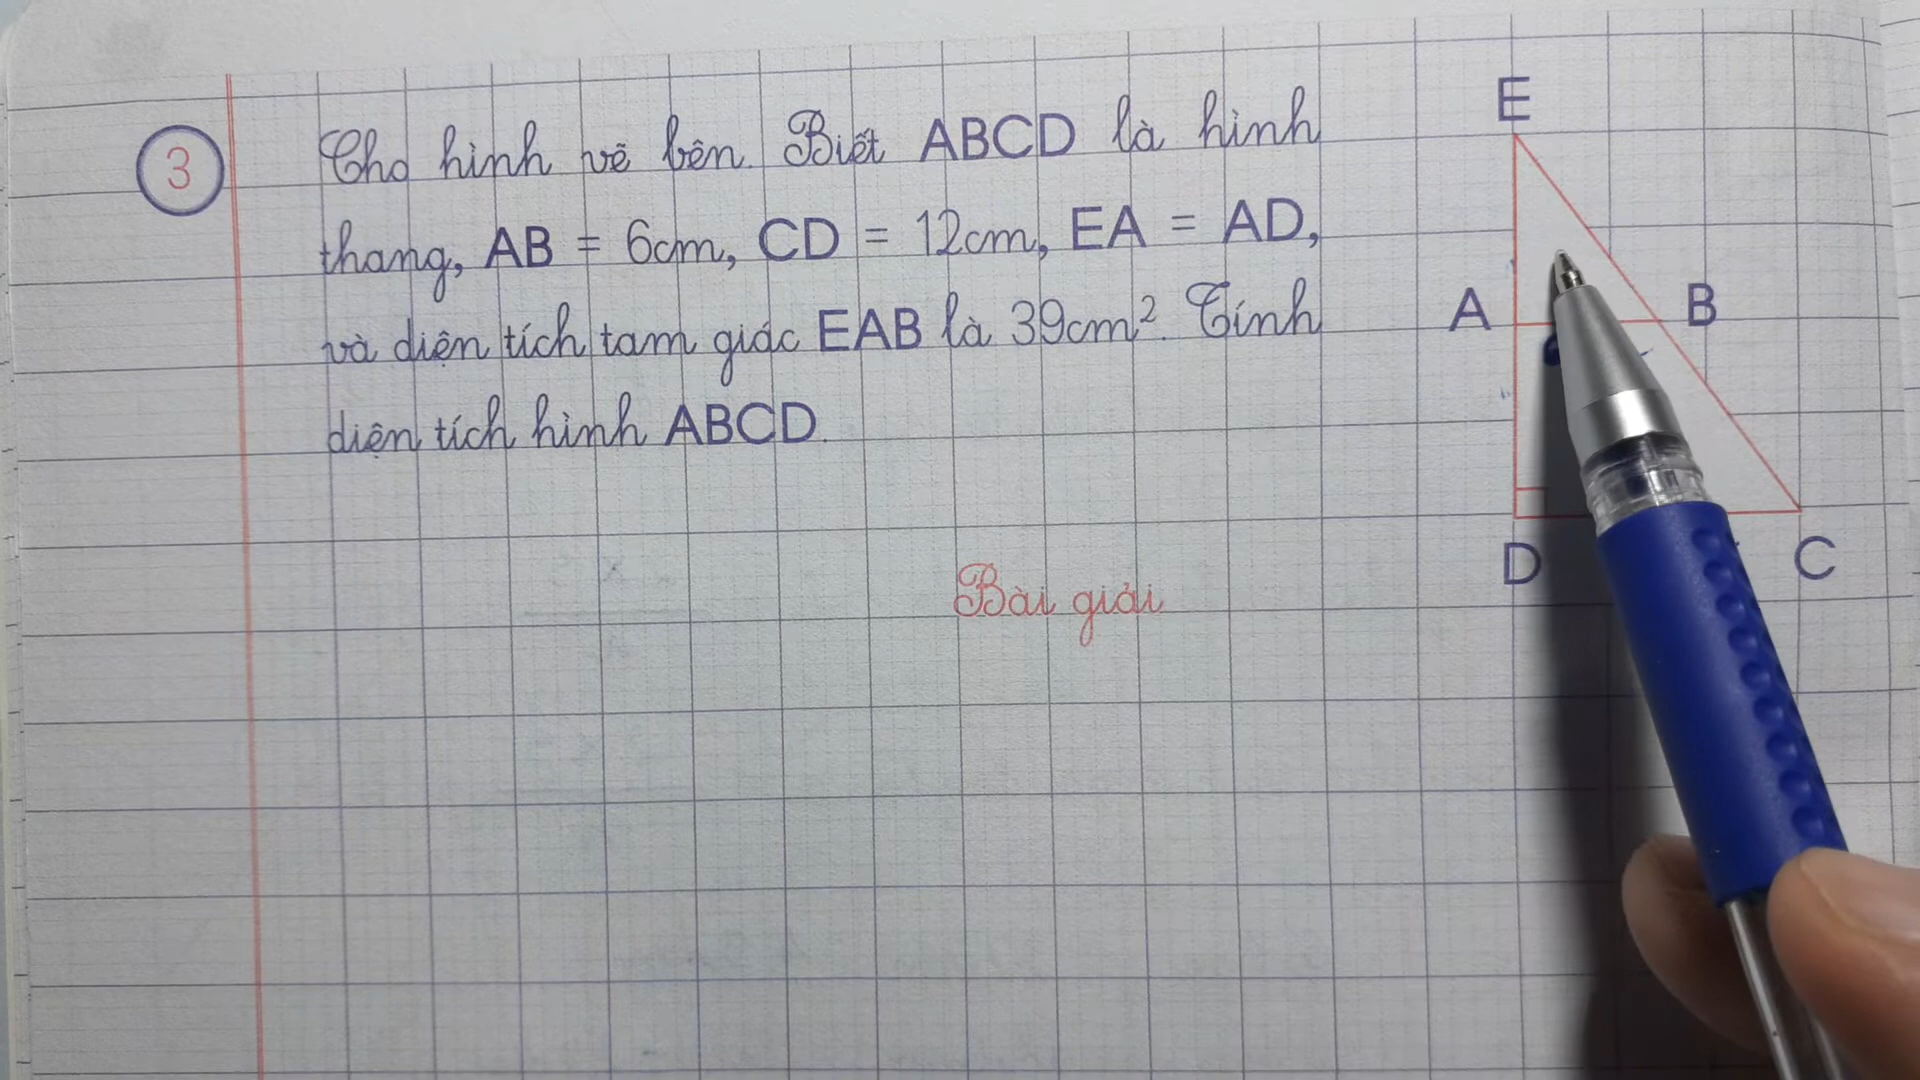 3
Cho hình vẽ bên. Biết ABCD là hình
thang, AB = 6cm, CD = 12cm, EA = AD,
và diện tích tam giác EAB là 39cm². Tính
diện tích hình ABCD.
Bài giải
E
A
B
D
C